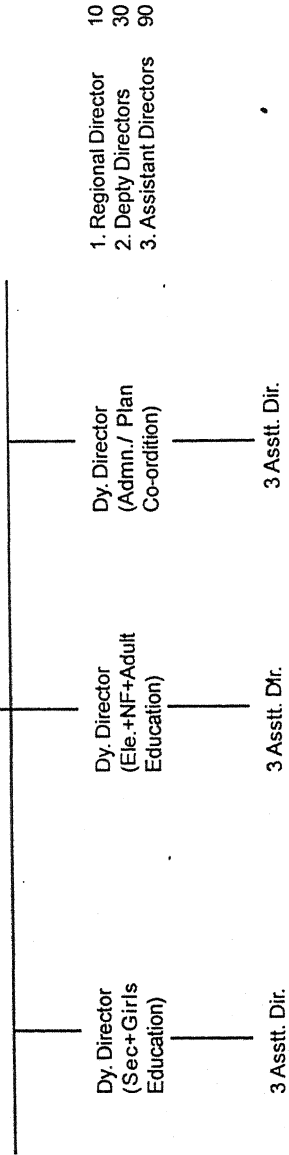 Dy. Director
(Sec+Girls
Education)
3 Asstt. Dir.
Dy. Director
(Ele.+NF+Adult
Education)
3 Asstt. Dir.
Dy. Director
(Admn./ Plan
Co-ordition)
3 Asstt. Dir.
1. Regional Director 10
2. Depty Directors 30
3. Assistant Directors 90